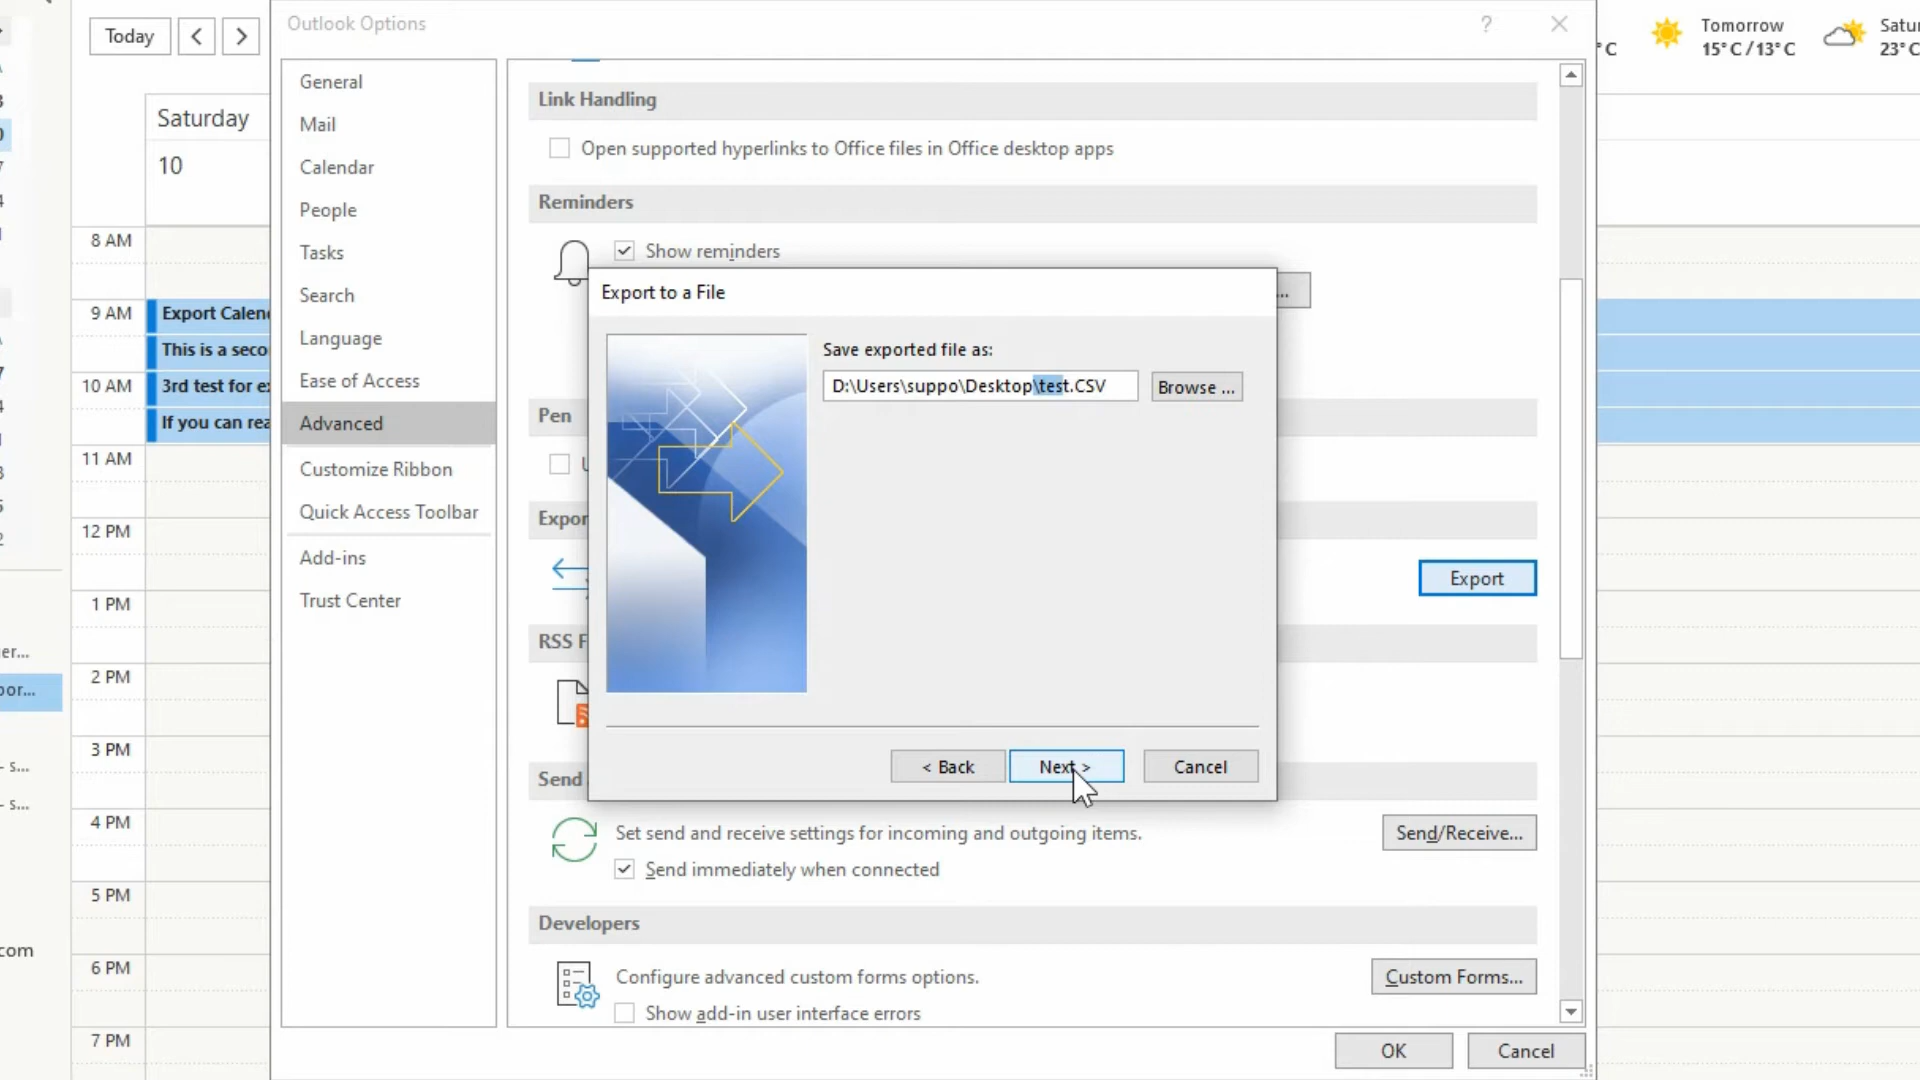 Outlook Options
?
Today
Tomorrow
15°C/13°C
23°C
Saturday
10
8 AM
9 AM
10 AM
11 AM
12 PM
1 PM
2 PM
3 PM
4 PM
5 PM
6 PM
7 PM
3rd test for
If you can
This is a
Export
General
Mail
Calendar
People
Tasks
Search
Language
Ease of Access
Advanced
Customize Ribbon
Quick Access Toolbar
Add-ins
Trust Center
Link Handling
Open supported hyperlinks to Office files in Office desktop apps
Reminders
Show reminders
...
Pen
Export to a File
Save exported file as:
D:\Users\suppo\Desktop\test.CSV
Browse ...
< Back
Next >
Cancel
Export
RSS
Send
Set send and receive settings for incoming and outgoing items.
Send/Receive...
Send immediately when connected
Developers
Configure advanced custom forms options.
Custom Forms...
Show add-in user interface errors
OK
Cancel
com